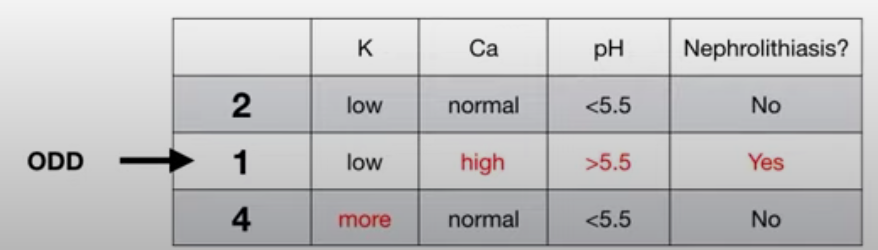 K Ca pH Nephrolithiasis?
2 low normal <5.5 No
ODD 1 low high >5.5 Yes
4 more normal <5.5 No